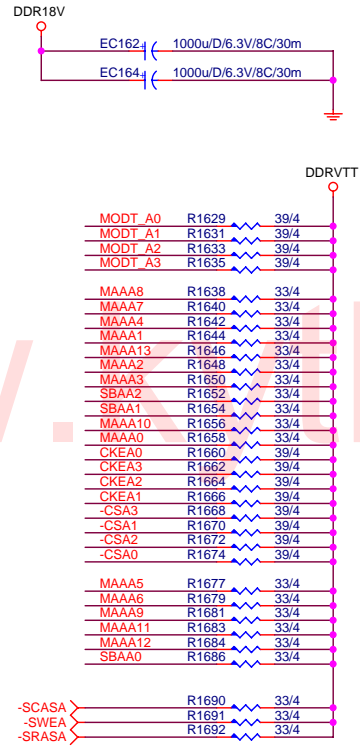 DDR18V
EC162+ 1000u/D/6.3V/8C/30m
EC164+ 1000u/D/6.3V/8C/30m
DDRVTT
MODT_A0 R1629 39/4
MODT_A1 R1631 39/4
MODT_A2 R1633 39/4
MODT_A3 R1635 39/4
MAAA8 R1638 33/4
MAAA7 R1640 33/4
MAAA4 R1642 33/4
MAAA1 R1644 33/4
MAAA13 R1646 33/4
MAAA2 R1648 33/4
MAAA3 R1650 33/4
SBAA2 R1652 33/4
SBAA1 R1654 33/4
MAAA10 R1656 33/4
MAAA0 R1658 33/4
CKEA0 R1660 39/4
CKEA3 R1662 39/4
CKEA2 R1664 39/4
CKEA1 R1666 39/4
-CSA3 R1668 39/4
-CSA1 R1670 39/4
-CSA2 R1672 39/4
-CSA0 R1674 39/4
MAAA5 R1677 33/4
MAAA6 R1679 33/4
MAAA9 R1681 33/4
MAAA11 R1683 33/4
MAAA12 R1684 33/4
SBAA0 R1686 33/4
-SCASA R1690 33/4
-SWEA R1691 33/4
-SRASA R1692 33/4